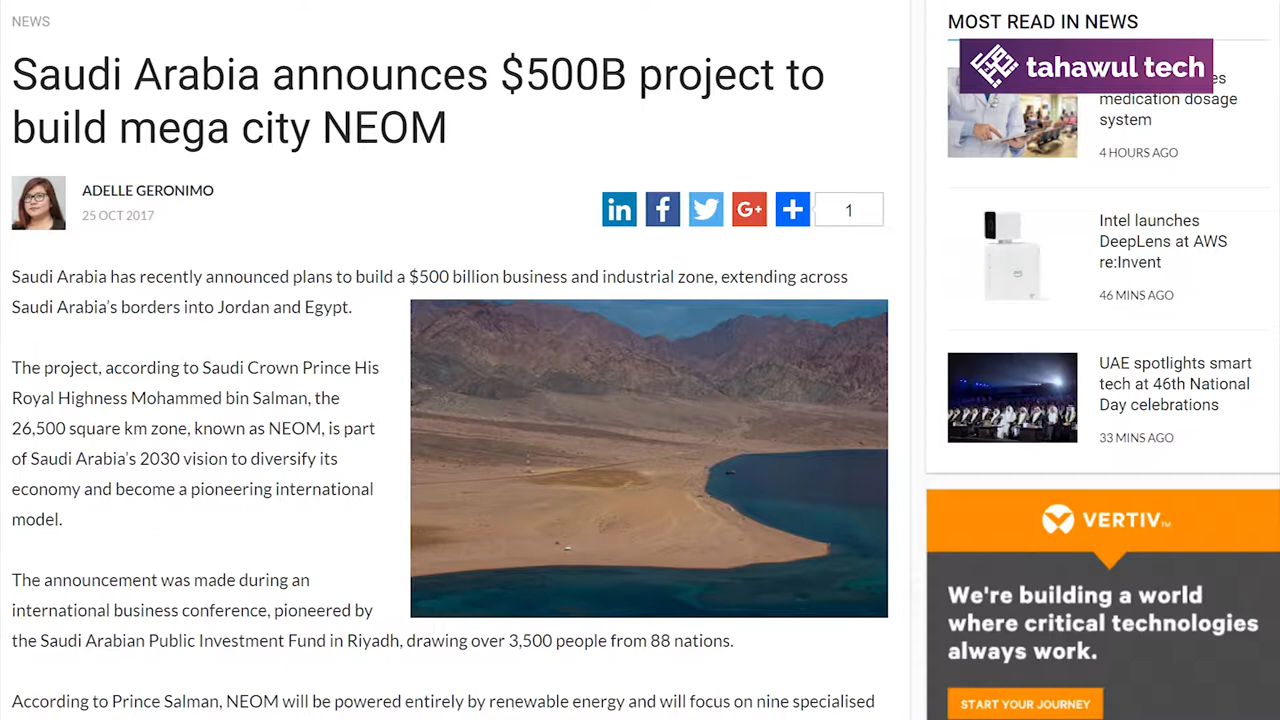 NEWS
Saudi Arabia announces $500B project to
build mega city NEOM
ADELLE GERONIMO
25 OCT 2017
in f G+ + 1
Saudi Arabia has recently announced plans to build a $500 billion business and industrial zone, extending across
Saudi Arabia's borders into Jordan and Egypt.
The project, according to Saudi Crown Prince His
Royal Highness Mohammed bin Salman, the
26,500 square km zone, known as NEOM, is part
of Saudi Arabia's 2030 vision to diversify its
economy and become a pioneering international
model.
The announcement was made during an
international business conference, pioneered by
the Saudi Arabian Public Investment Fund in Riyadh, drawing over 3,500 people from 88 nations.
According to Prince Salman, NEOM will be powered entirely by renewable energy and will focus on nine specialised
MOST READ IN NEWS
tahawul tech
medication dosage
system
4 HOURS AGO
Intel launches
DeepLens at AWS
re:Invent
46 MINS AGO
UAE spotlights smart
tech at 46th National
Day celebrations
33 MINS AGO
VERTIV™
We're building a world
where critical technologies
always work.
START YOUR JOURNEY